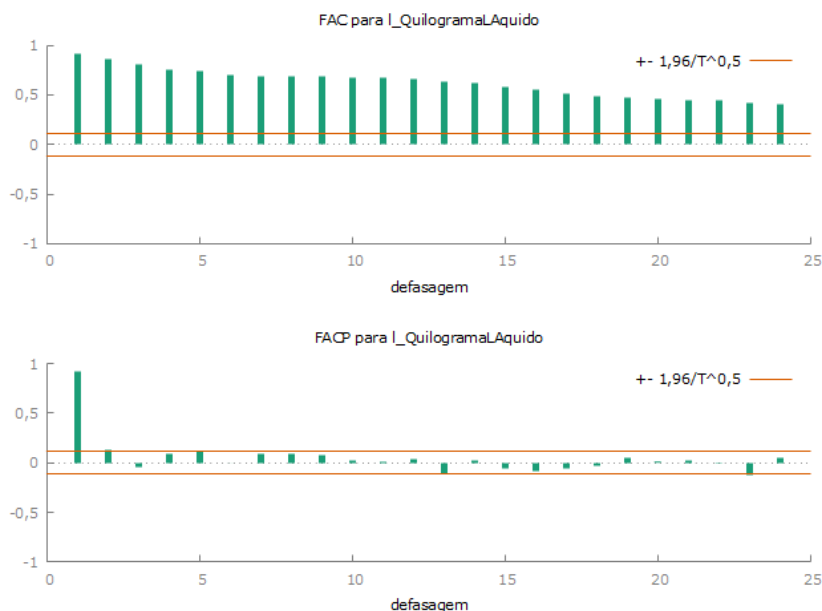 FAC para l_QuilogramaLAquido
+- 1,96/T^0,5
1
0,5
0
-0,5
-1
0 5 10 15 20 25
defasagem
FACP para l_QuilogramaLAquido
+- 1,96/T^0,5
1
0,5
0
-0,5
-1
0 5 10 15 20 25
defasagem